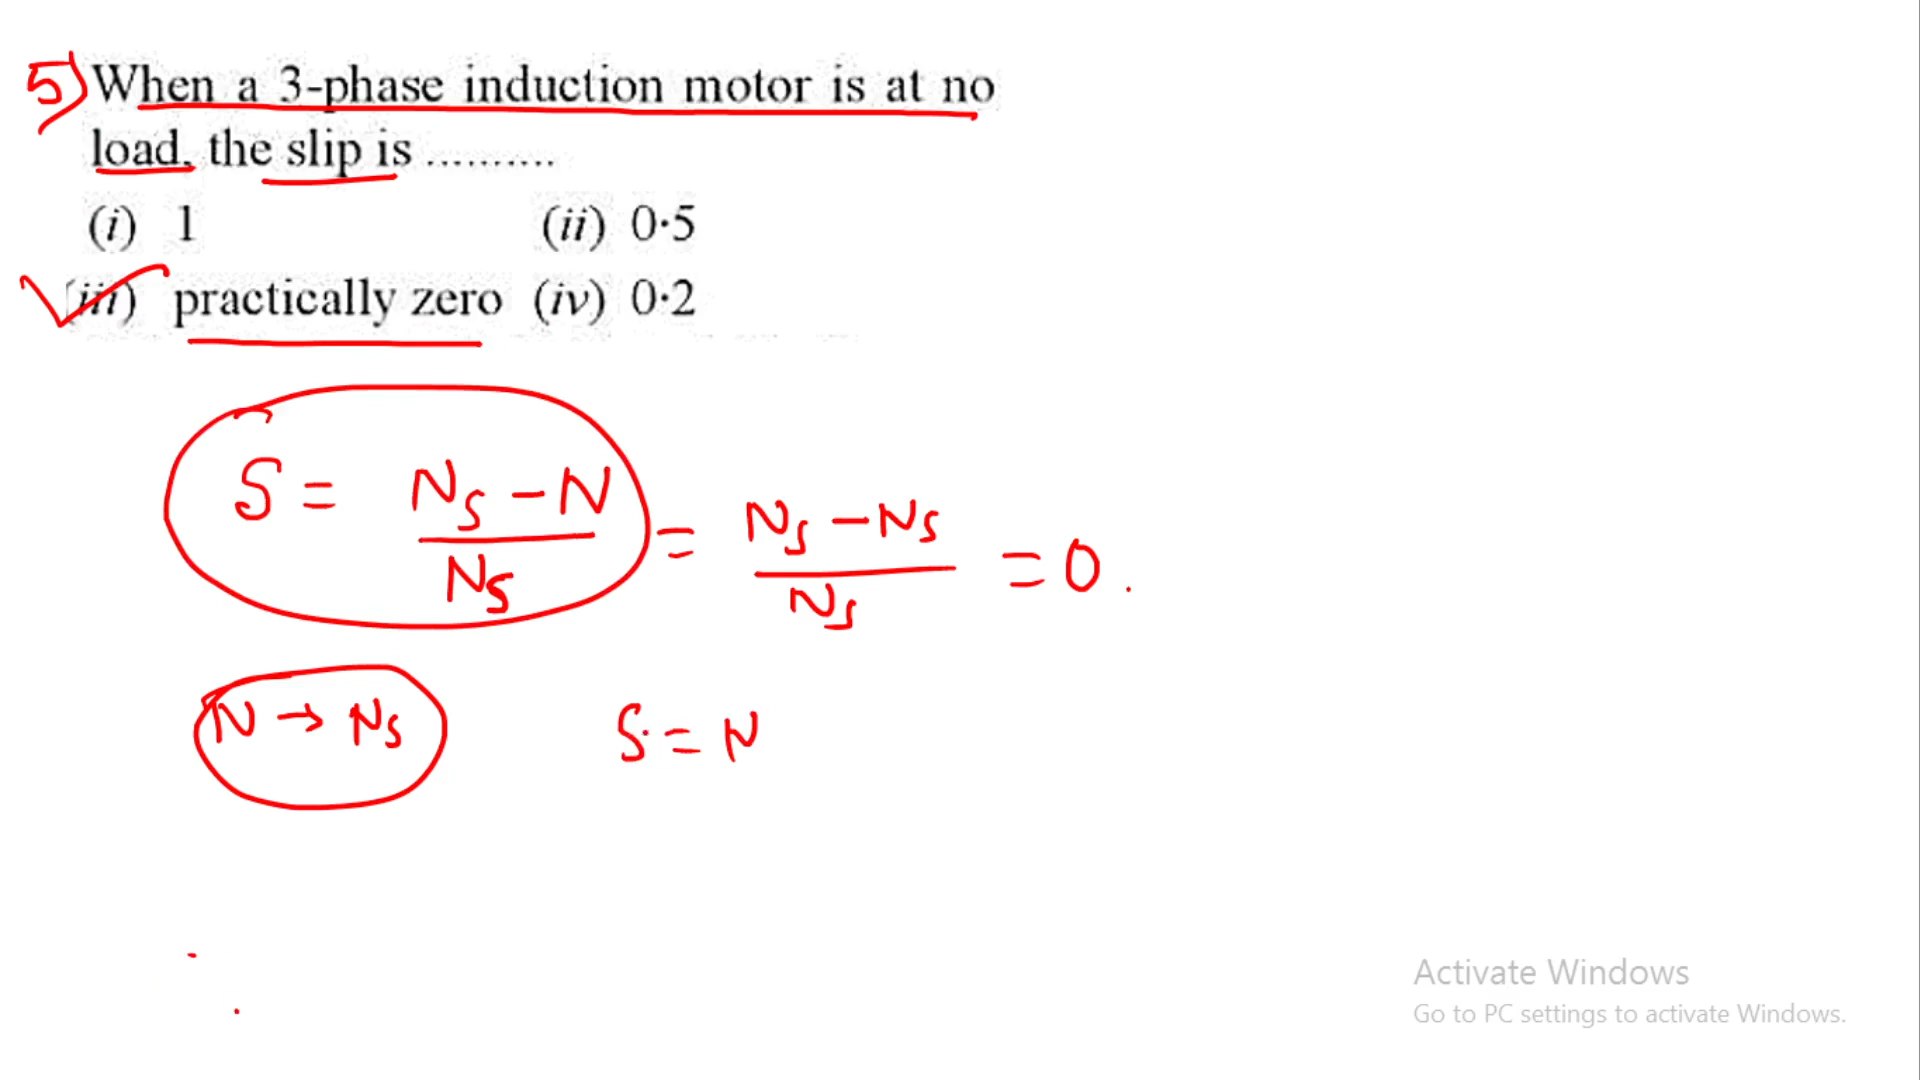 5) When a 3-phase induction motor is at no
load, the slip is ..........
(i) 1 (ii) 0·5
(iii) practically zero (iv) 0·2
S = (Ns - N) / Ns = (Ns - Ns) / Ns = 0.
N → Ns S = N
Activate Windows
Go to PC settings to activate Windows.